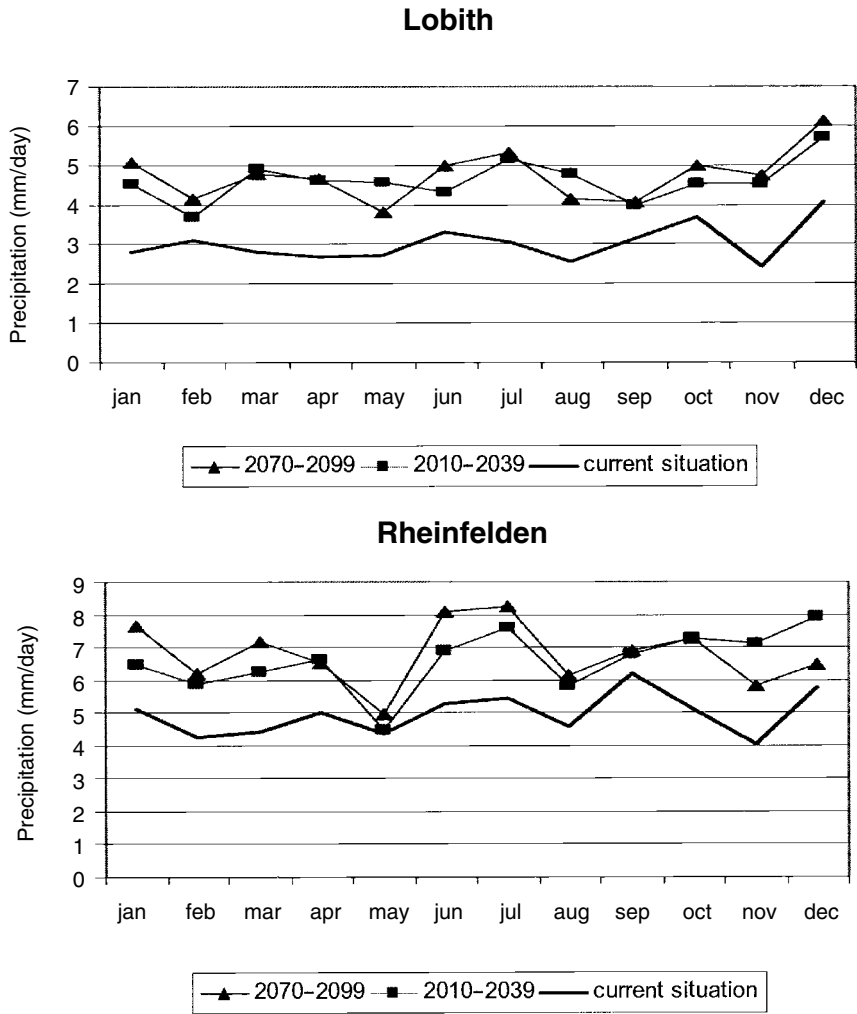 Lobith
Precipitation (mm/day)
7
6
5
4
3
2
1
0
jan feb mar apr may jun jul aug sep oct nov dec
2070–2099 2010–2039 current situation
Rheinfelden
Precipitation (mm/day)
9
8
7
6
5
4
3
2
1
0
jan feb mar apr may jun jul aug sep oct nov dec
2070–2099 2010–2039 current situation